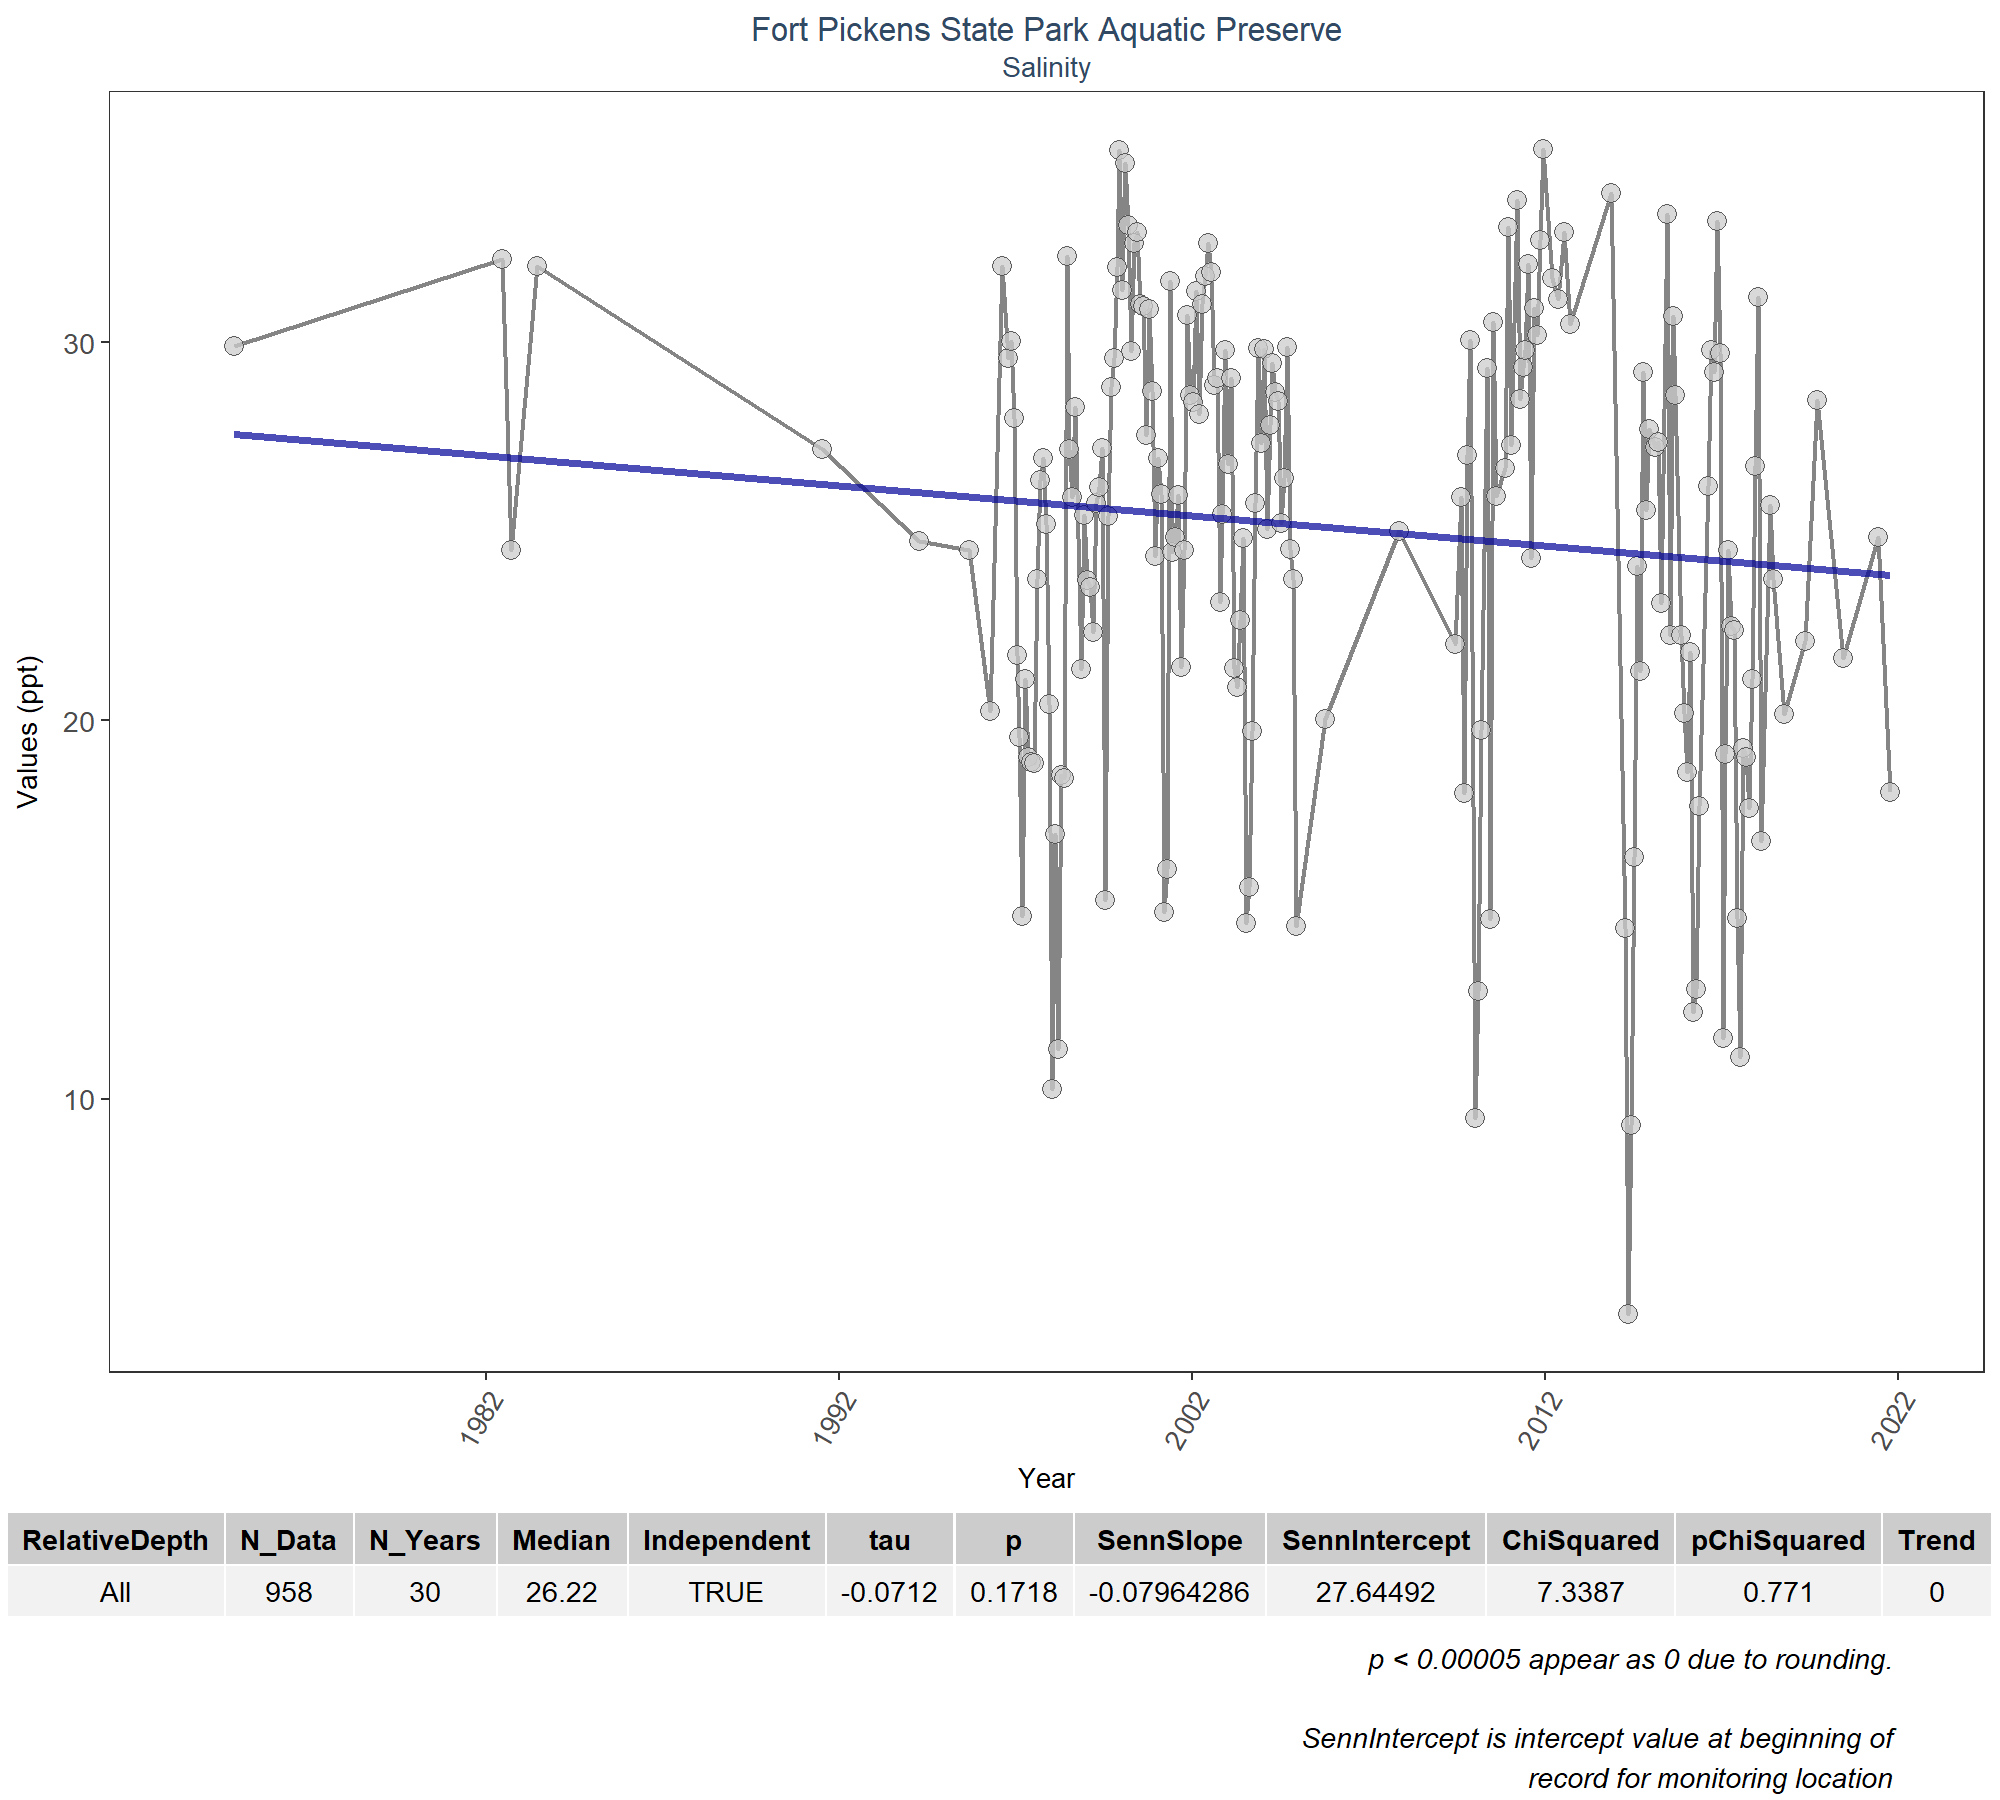 Fort Pickens State Park Aquatic Preserve
Salinity
Values (ppt)
30
20
10
1982 1992 2002 2012 2022
Year
RelativeDepth N_Data N_Years Median Independent tau p SennSlope SennIntercept ChiSquared pChiSquared Trend
All 958 30 26.22 TRUE -0.0712 0.1718 -0.07964286 27.64492 7.3387 0.771 0
p < 0.00005 appear as 0 due to rounding.
SennIntercept is intercept value at beginning of
record for monitoring location